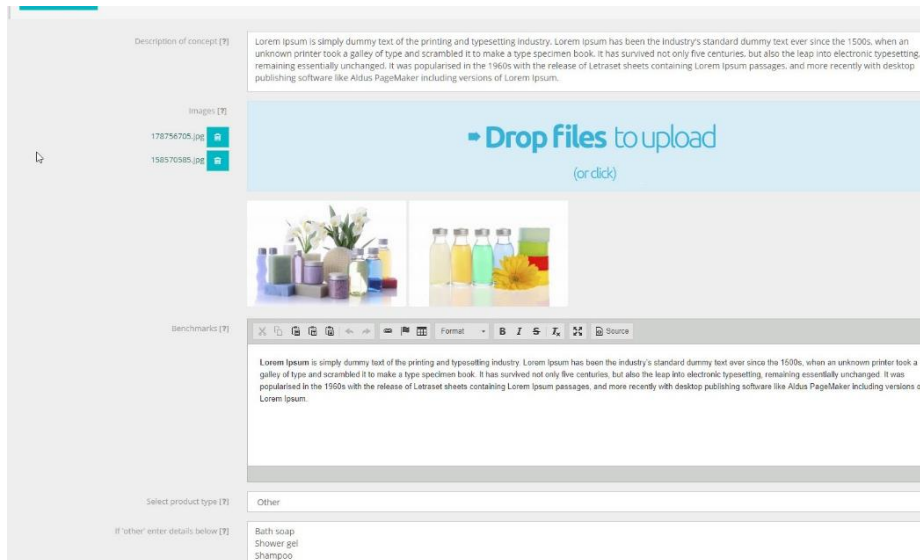 Description of concept [?]
Lorem Ipsum is simply dummy text of the printing and typesetting industry. Lorem Ipsum has been the industry's standard dummy text ever since the 1500s, when an
unknown printer took a galley of type and scrambled it to make a type specimen book. It has survived not only five centuries, but also the leap into electronic typesetting,
remaining essentially unchanged. It was popularised in the 1960s with the release of Letraset sheets containing Lorem Ipsum passages, and more recently with desktop
publishing software like Aldus PageMaker including versions of Lorem Ipsum.
Images [?]
178756705.jpg
158570585.jpg
Drop files to upload
(or click)
Benchmarks [?]
Format
B I S Tx
Source
Lorem Ipsum is simply dummy text of the printing and typesetting industry. Lorem Ipsum has been the industry's standard dummy text ever since the 1500s, when an unknown printer took a
galley of type and scrambled it to make a type specimen book. It has survived not only five centuries, but also the leap into electronic typesetting, remaining essentially unchanged. It was
popularised in the 1960s with the release of Letraset sheets containing Lorem Ipsum passages, and more recently with desktop publishing software like Aldus PageMaker including versions
Lorem Ipsum.
Select product type [?]
Other
If 'other' enter details below [?]
Bath soap
Shower gel
Shampoo